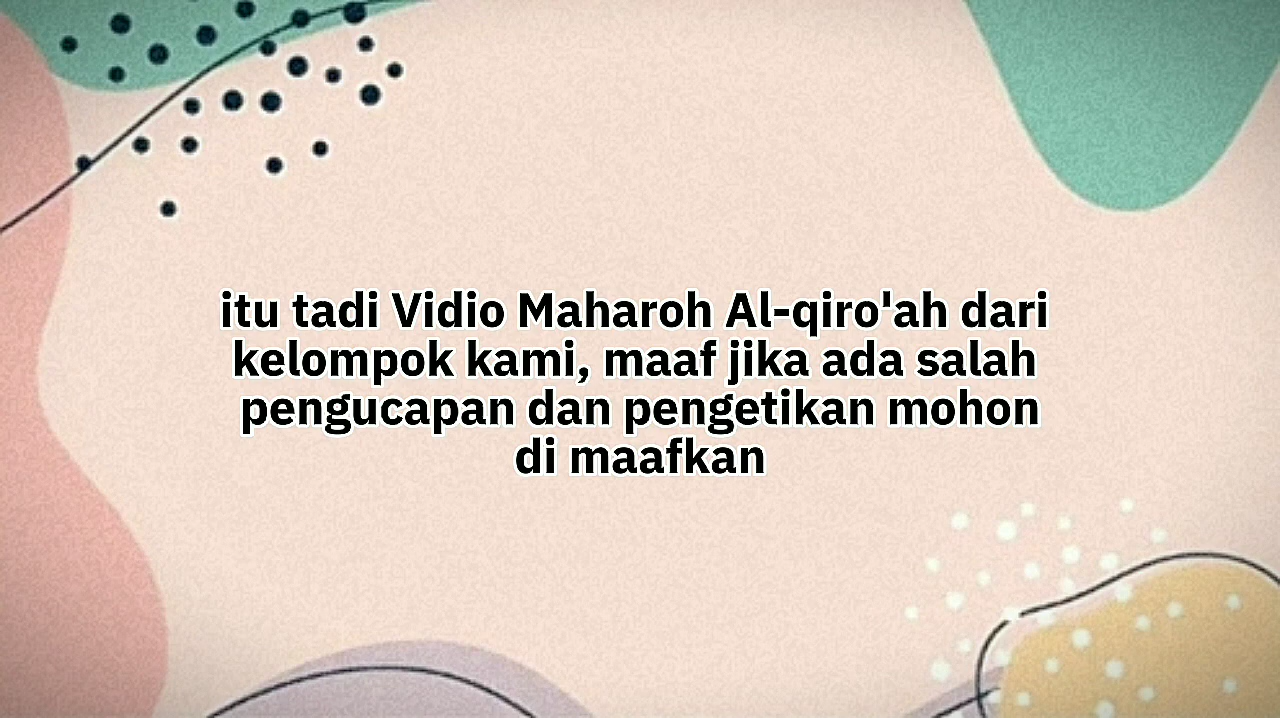 itu tadi Vidio Maharoh Al-qiro'ah dari
kelompok kami, maaf jika ada salah
pengucapan dan pengetikan mohon
di maafkan